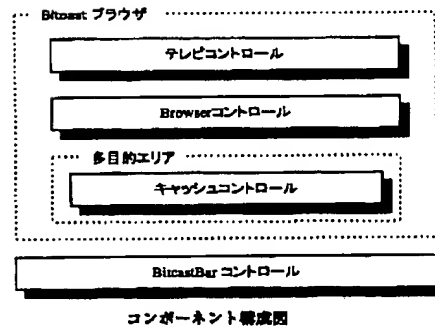 Bitcast ブラウザ
テレビコントロール
Browserコントロール
多目的エリア
キャッシュコントロール
BitcastBar コントロール
コンポーネント構成図